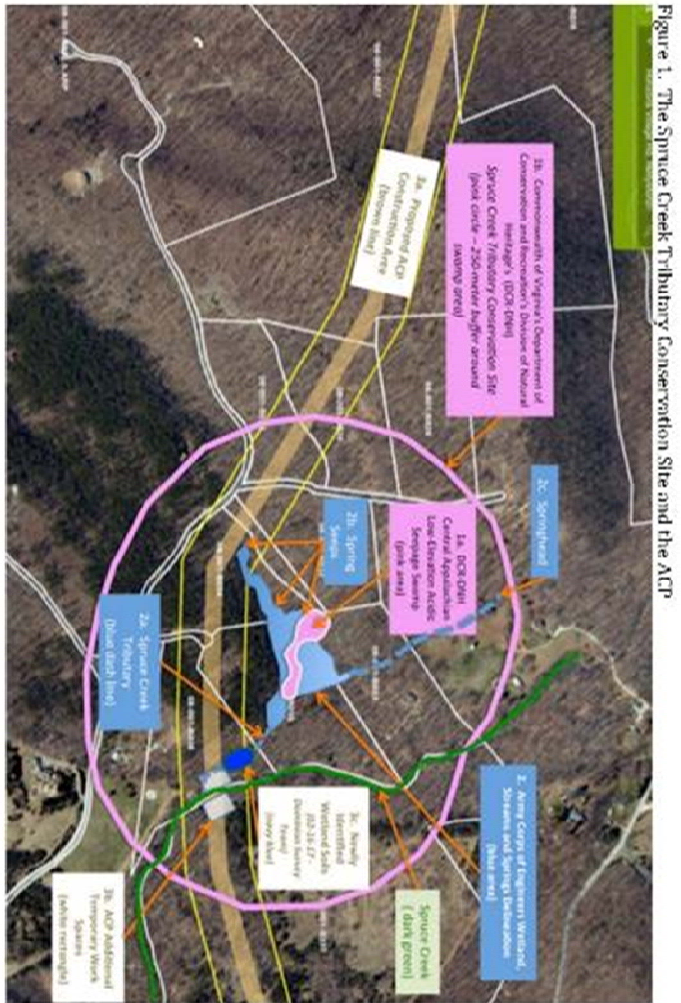 Figure 1. The Spruce Creek Tributary Conservation Site and the ACP
1b. Commonwealth of Virginia's Department of
Conservation and Recreation's Division of Natural
Heritage's (DCR-DNH)
Spruce Creek Tributary Conservation Site
(pink circle – 250-meter buffer around
swamp area)
2c. Springhead
2. Army Corps of Engineers Wetland,
Streams and Springs Delineation
(blue area)
3a. Proposed ACP
Construction Area
(brown line)
1a. DCR-DNH
Central Appalachian
Low-Elevation Acidic
Seepage Swamp
(pink area)
2b. Spring
Seeps
Spruce Creek
(dark green)
3c. Newly
Identified
Wetland Soils
Dominion Survey
Team)
(navy blue)
2a. Spruce Creek
Tributary
(blue dash line)
3b. ACP Additional
Temporary Work
Spaces
(white rectangle)